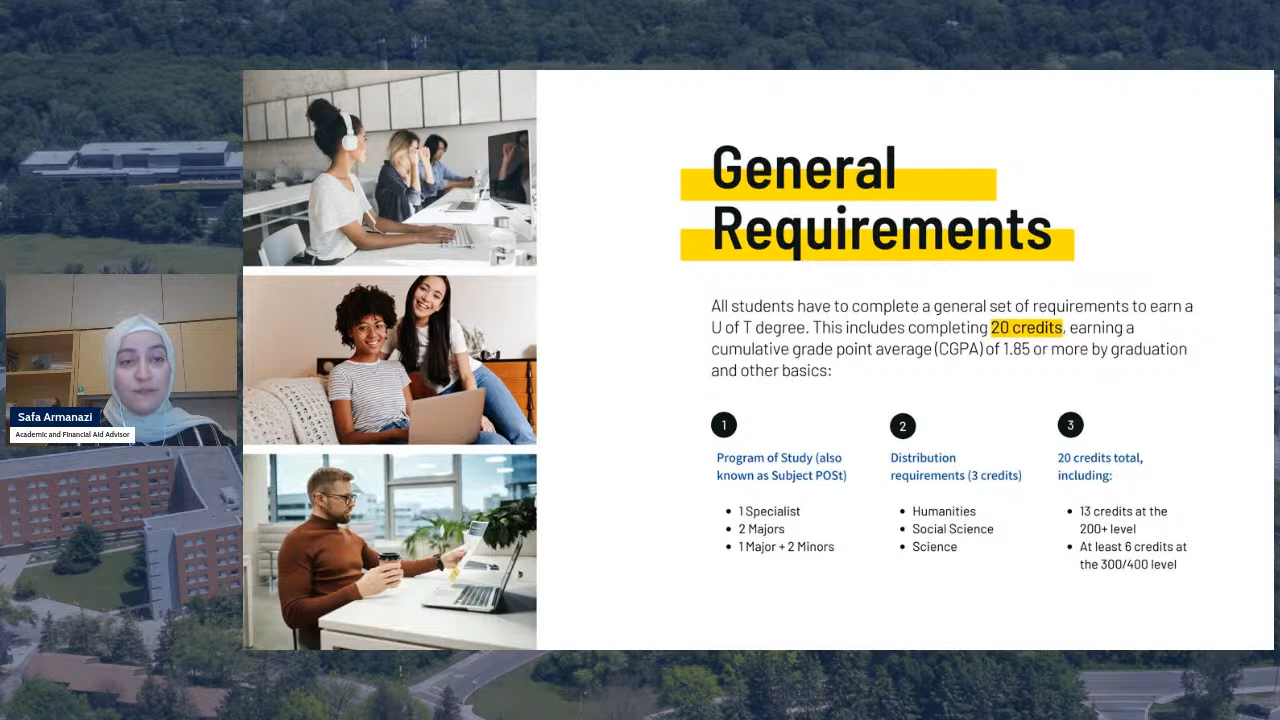 General
Requirements
All students have to complete a general set of requirements to earn a
U of T degree. This includes completing 20 credits, earning a
cumulative grade point average (CGPA) of 1.85 or more by graduation
and other basics:
1
Program of Study (also
known as Subject POSt)
• 1 Specialist
• 2 Majors
• 1 Major + 2 Minors
2
Distribution
requirements (3 credits)
• Humanities
• Social Science
• Science
3
20 credits total,
including:
• 13 credits at the
200+ level
• At least 6 credits at
the 300/400 level
Safa Armanazi
Academic and Financial Aid Advisor